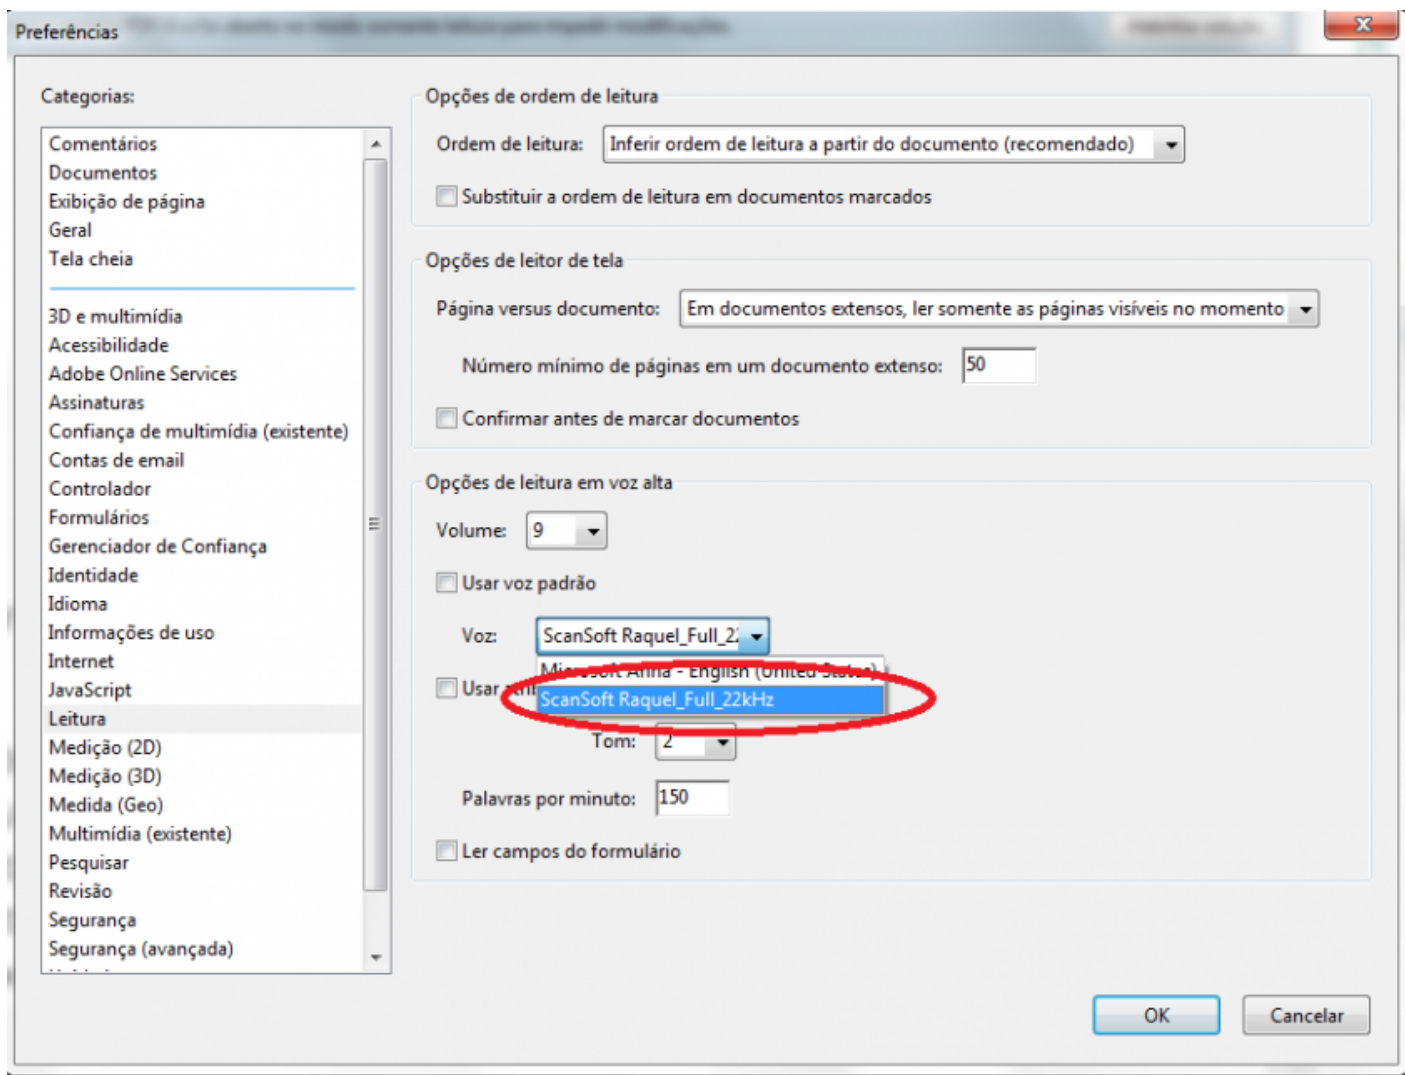 Preferências
Categorias:
Comentários
Documentos
Exibição de página
Geral
Tela cheia
3D e multimídia
Acessibilidade
Adobe Online Services
Assinaturas
Confiança de multimídia (existente)
Contas de email
Controlador
Formulários
Gerenciador de Confiança
Identidade
Idioma
Informações de uso
Internet
JavaScript
Leitura
Medição (2D)
Medição (3D)
Medida (Geo)
Multimídia (existente)
Pesquisar
Revisão
Segurança
Segurança (avançada)
Opções de ordem de leitura
Ordem de leitura: Inferir ordem de leitura a partir do documento (recomendado)
Substituir a ordem de leitura em documentos marcados
Opções de leitor de tela
Página versus documento: Em documentos extensos, ler somente as páginas visíveis no momento
Número mínimo de páginas em um documento extenso: 50
Confirmar antes de marcar documentos
Opções de leitura em voz alta
Volume: 9
Usar voz padrão
Voz: ScanSoft Raquel_Full_22
Microsoft Anna - English (United States)
Usar
ScanSoft Raquel_Full_22kHz
Tom: 2
Palavras por minuto: 150
Ler campos do formulário
OK
Cancelar